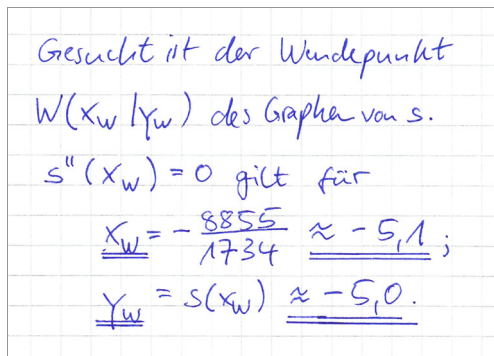 Gesucht ist der Wendepunkt
W(x_W | y_W) des Graphen von s.
s''(x_W) = 0 gilt für
x_W = - 8855/1734 ≈ -5,1;
y_W = s(x_W) ≈ -5,0.